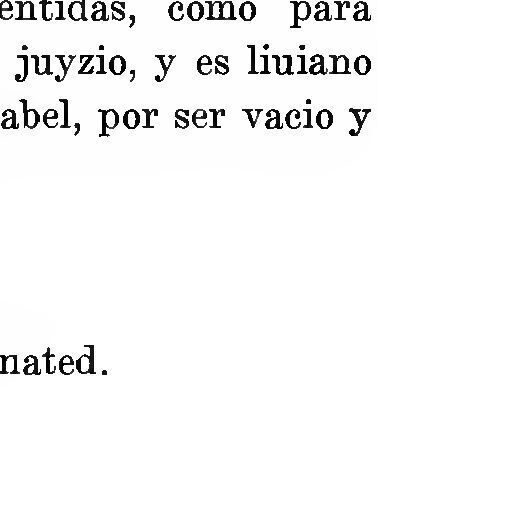 entidas, como para
juyzio, y es liuiano
abel, por ser vacio y
nated.